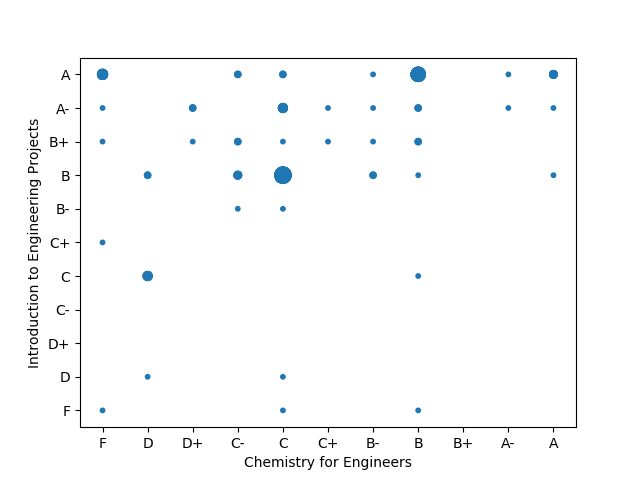 Introduction to Engineering Projects
A
A-
B+
B
B-
C+
C
C-
D+
D
F
F D D+ C- C C+ B- B B+ A- A
Chemistry for Engineers